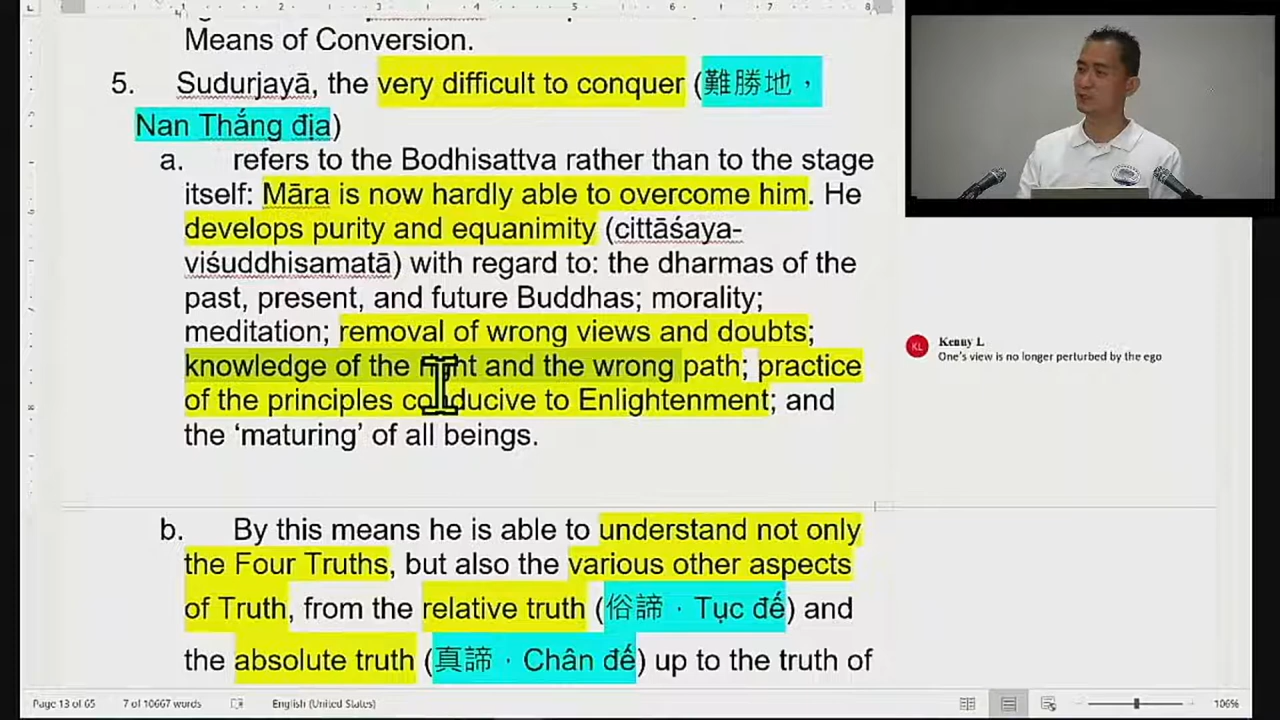 Means of Conversion.
5. Sudurjayā, the very difficult to conquer (難勝地，
Nan Thắng địa)
a. refers to the Bodhisattva rather than to the stage
itself: Māra is now hardly able to overcome him. He
develops purity and equanimity (cittāśaya-
viśuddhisamatā) with regard to: the dharmas of the
past, present, and future Buddhas; morality;
meditation; removal of wrong views and doubts;
knowledge of the right and the wrong path; practice
of the principles conducive to Enlightenment; and
the ‘maturing’ of all beings.
b. By this means he is able to understand not only
the Four Truths, but also the various other aspects
of Truth, from the relative truth (俗諦．Tục đế) and
the absolute truth (真諦．Chân đế) up to the truth of
KL Kenny L
One's view is no longer perturbed by the ego
Page 13 of 65 7 of 10667 words English (United States) 106%